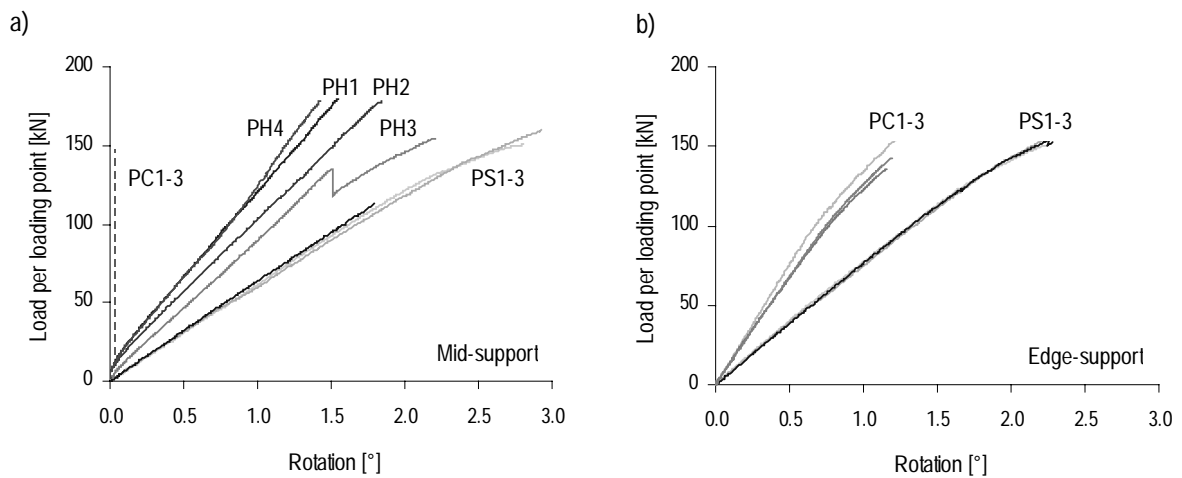 a)
Load per loading point [kN]
200
150
100
50
0
PH1 PH2
PH4
PH3
PC1-3
PS1-3
Mid-support
0.0 0.5 1.0 1.5 2.0 2.5 3.0
Rotation [°]
b)
Load per loading point [kN]
200
150
100
50
0
PC1-3 PS1-3
Edge-support
0.0 0.5 1.0 1.5 2.0 2.5 3.0
Rotation [°]